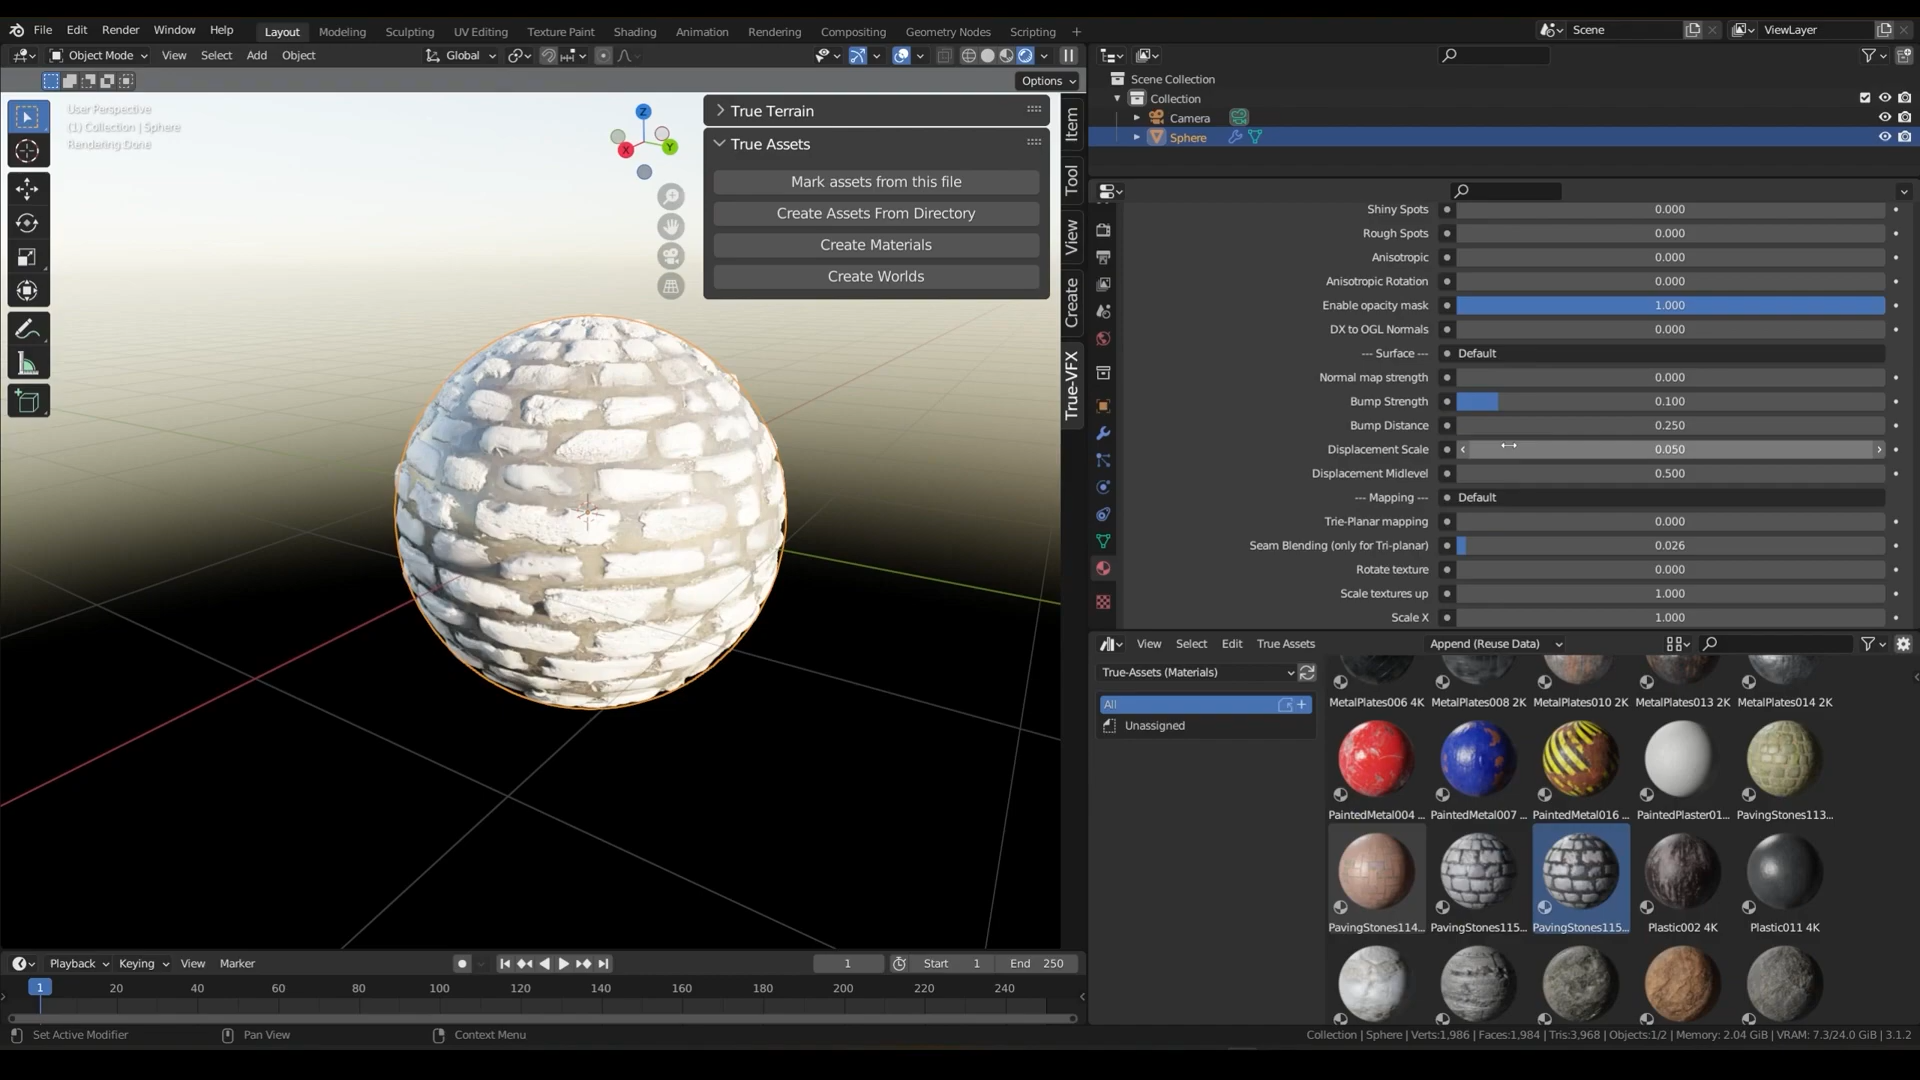 File Edit Render Window Help Layout Modeling Sculpting UV Editing Texture Paint Shading Animation Rendering Compositing Geometry Nodes Scripting + Scene ViewLayer
Object Mode View Select Add Object Global
Options
User Perspective
(1) Collection | Sphere
Rendering Done
Z
X
Y
True Terrain
True Assets
Mark assets from this file
Create Assets From Directory
Create Materials
Create Worlds
Item
Tool
View
Create
True-VFX
Scene Collection
Collection
Camera
Sphere
Shiny Spots 0.000
Rough Spots 0.000
Anisotropic 0.000
Anisotropic Rotation 0.000
Enable opacity mask 1.000
DX to OGL Normals 0.000
--- Surface --- Default
Normal map strength 0.000
Bump Strength 0.100
Bump Distance 0.250
Displacement Scale 0.050
Displacement Midlevel 0.500
--- Mapping --- Default
Trie-Planar mapping 0.000
Seam Blending (only for Tri-planar) 0.026
Rotate texture 0.000
Scale textures up 1.000
Scale X 1.000
View Select Edit True Assets Append (Reuse Data)
True-Assets (Materials)
All
Unassigned
MetalPlates006 4K MetalPlates008 2K MetalPlates010 2K MetalPlates013 2K MetalPlates014 2K
PaintedMetal004 ... PaintedMetal007 ... PaintedMetal016 ... PaintedPlaster01... PavingStones113...
PavingStones114... PavingStones115... PavingStones115... Plastic002 4K Plastic011 4K
Playback Keying View Marker 1 Start 1 End 250
1 20 40 60 80 100 120 140 160 180 200 220 240
Set Active Modifier Pan View Context Menu Collection | Sphere | Verts:1,986 | Faces:1,984 | Tris:3,968 | Objects:1/2 | Memory: 2.04 GiB | VRAM: 7.3/24.0 GiB | 3.1.2